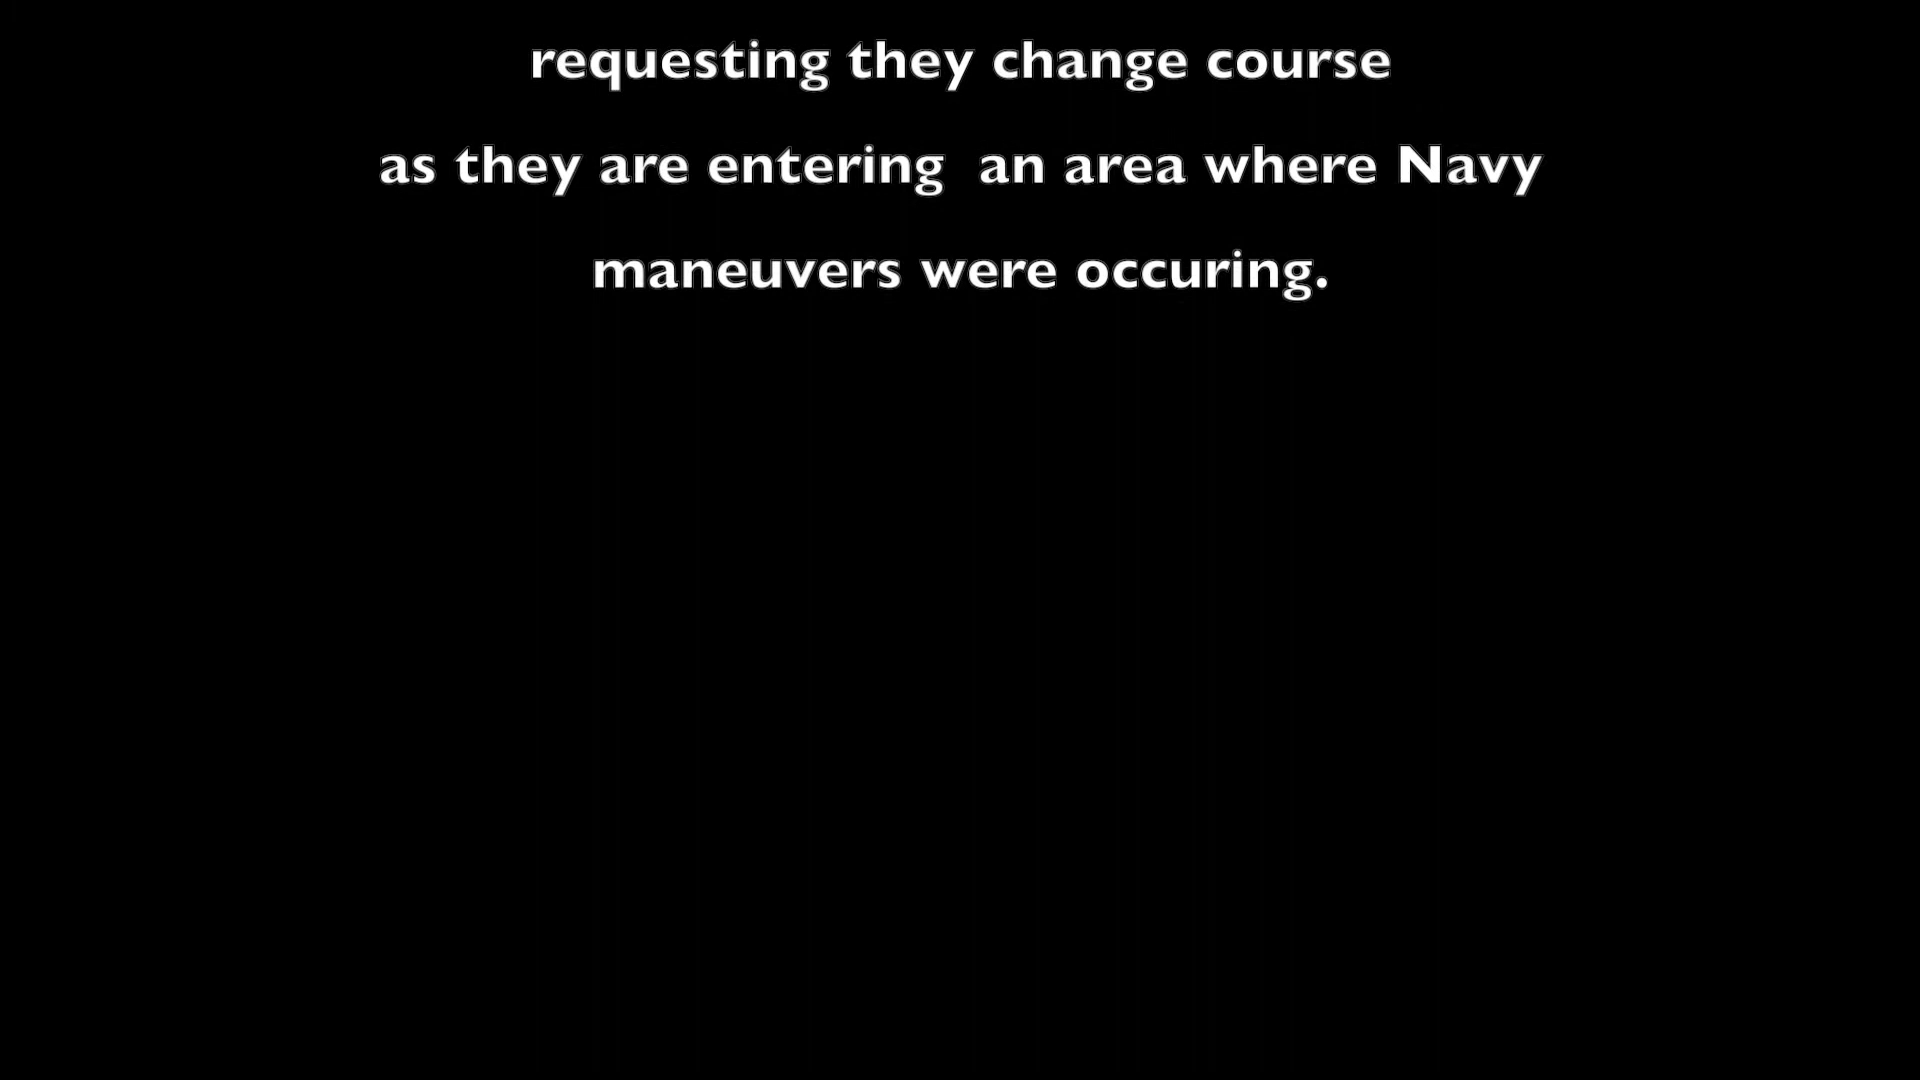 requesting they change course
as they are entering  an area where Navy
maneuvers were occuring.